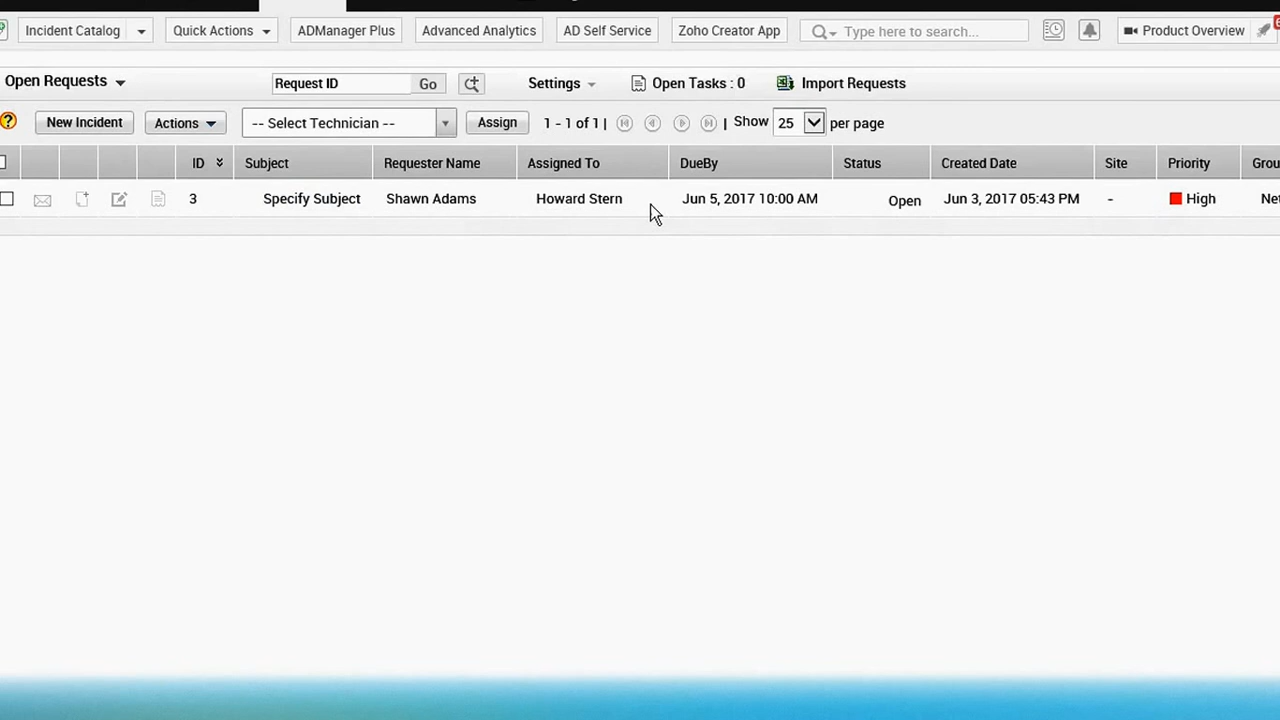 Incident Catalog Quick Actions ADManager Plus Advanced Analytics AD Self Service Zoho Creator App Type here to search... Product Overview
Open Requests Request ID Go Settings Open Tasks : 0 Import Requests
? New Incident Actions -- Select Technician -- Assign 1 - 1 of 1 | | Show 25 per page
ID Subject Requester Name Assigned To DueBy Status Created Date Site Priority
3 Specify Subject Shawn Adams Howard Stern Jun 5, 2017 10:00 AM Open Jun 3, 2017 05:43 PM - High